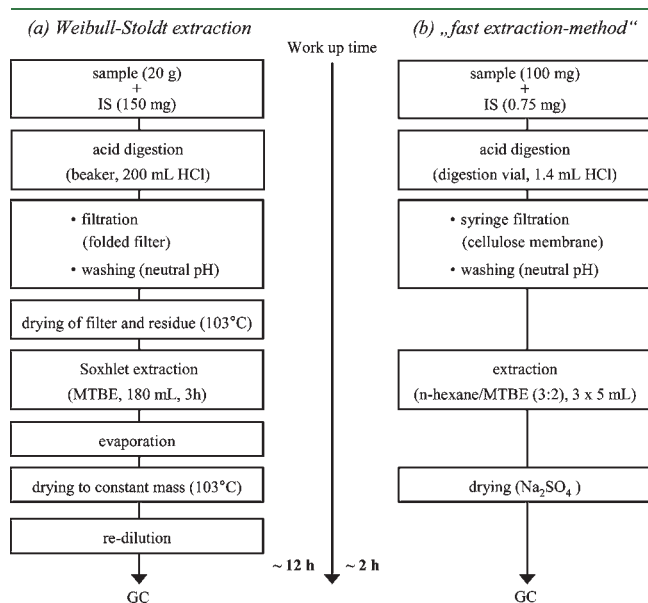 (a) Weibull-Stoldt extraction
sample (20 g)
+
IS (150 mg)
acid digestion
(beaker, 200 mL HCl)
• filtration
(folded filter)
• washing (neutral pH)
drying of filter and residue (103°C)
Soxhlet extraction
(MTBE, 180 mL, 3h)
evaporation
drying to constant mass (103°C)
re-dilution
GC
Work up time
~ 12 h
~ 2 h
(b) „fast extraction-method“
sample (100 mg)
+
IS (0.75 mg)
acid digestion
(digestion vial, 1.4 mL HCl)
• syringe filtration
(cellulose membrane)
• washing (neutral pH)
extraction
(n-hexane/MTBE (3:2), 3 x 5 mL)
drying (Na₂SO₄ )
GC